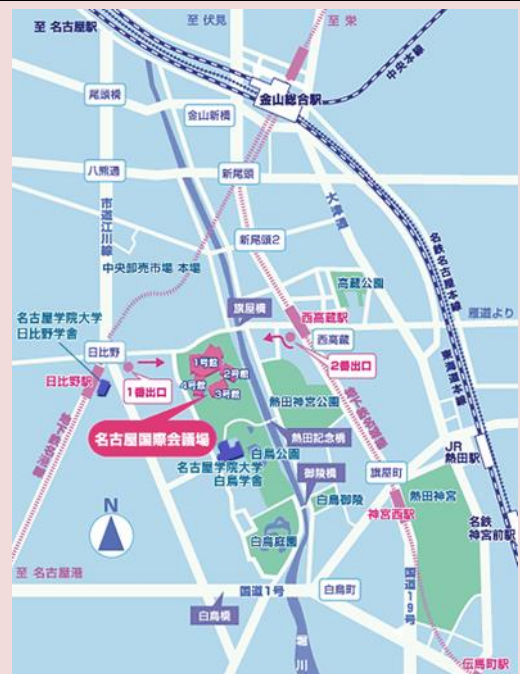 至 名古屋駅
至 伏見
至 栄
中央本線
金山総合駅
尾頭橋
金山新橋
八熊通
新尾頭
市道江川線
大津通
名鉄名古屋本線
新尾頭2
中央卸売市場 本場
高蔵公園
旗屋橋
西高蔵駅
雁道より
東海道本線
名古屋学院大学
日比野学舎
日比野
西高蔵
1号館
2号館
4号館
3号館
2番出口
日比野駅
1番出口
熱田神宮公園
名古屋国際会議場
熱田記念橋
白鳥公園
JR
熱田駅
名古屋学院大学
白鳥学舎
御陵橋
旗屋町
N
白鳥御陵
熱田神宮
神宮西駅
名鉄
神宮前駅
白鳥庭園
至 名古屋港
国道1号
白鳥町
国道19号
白鳥橋
堀川
伝馬町駅